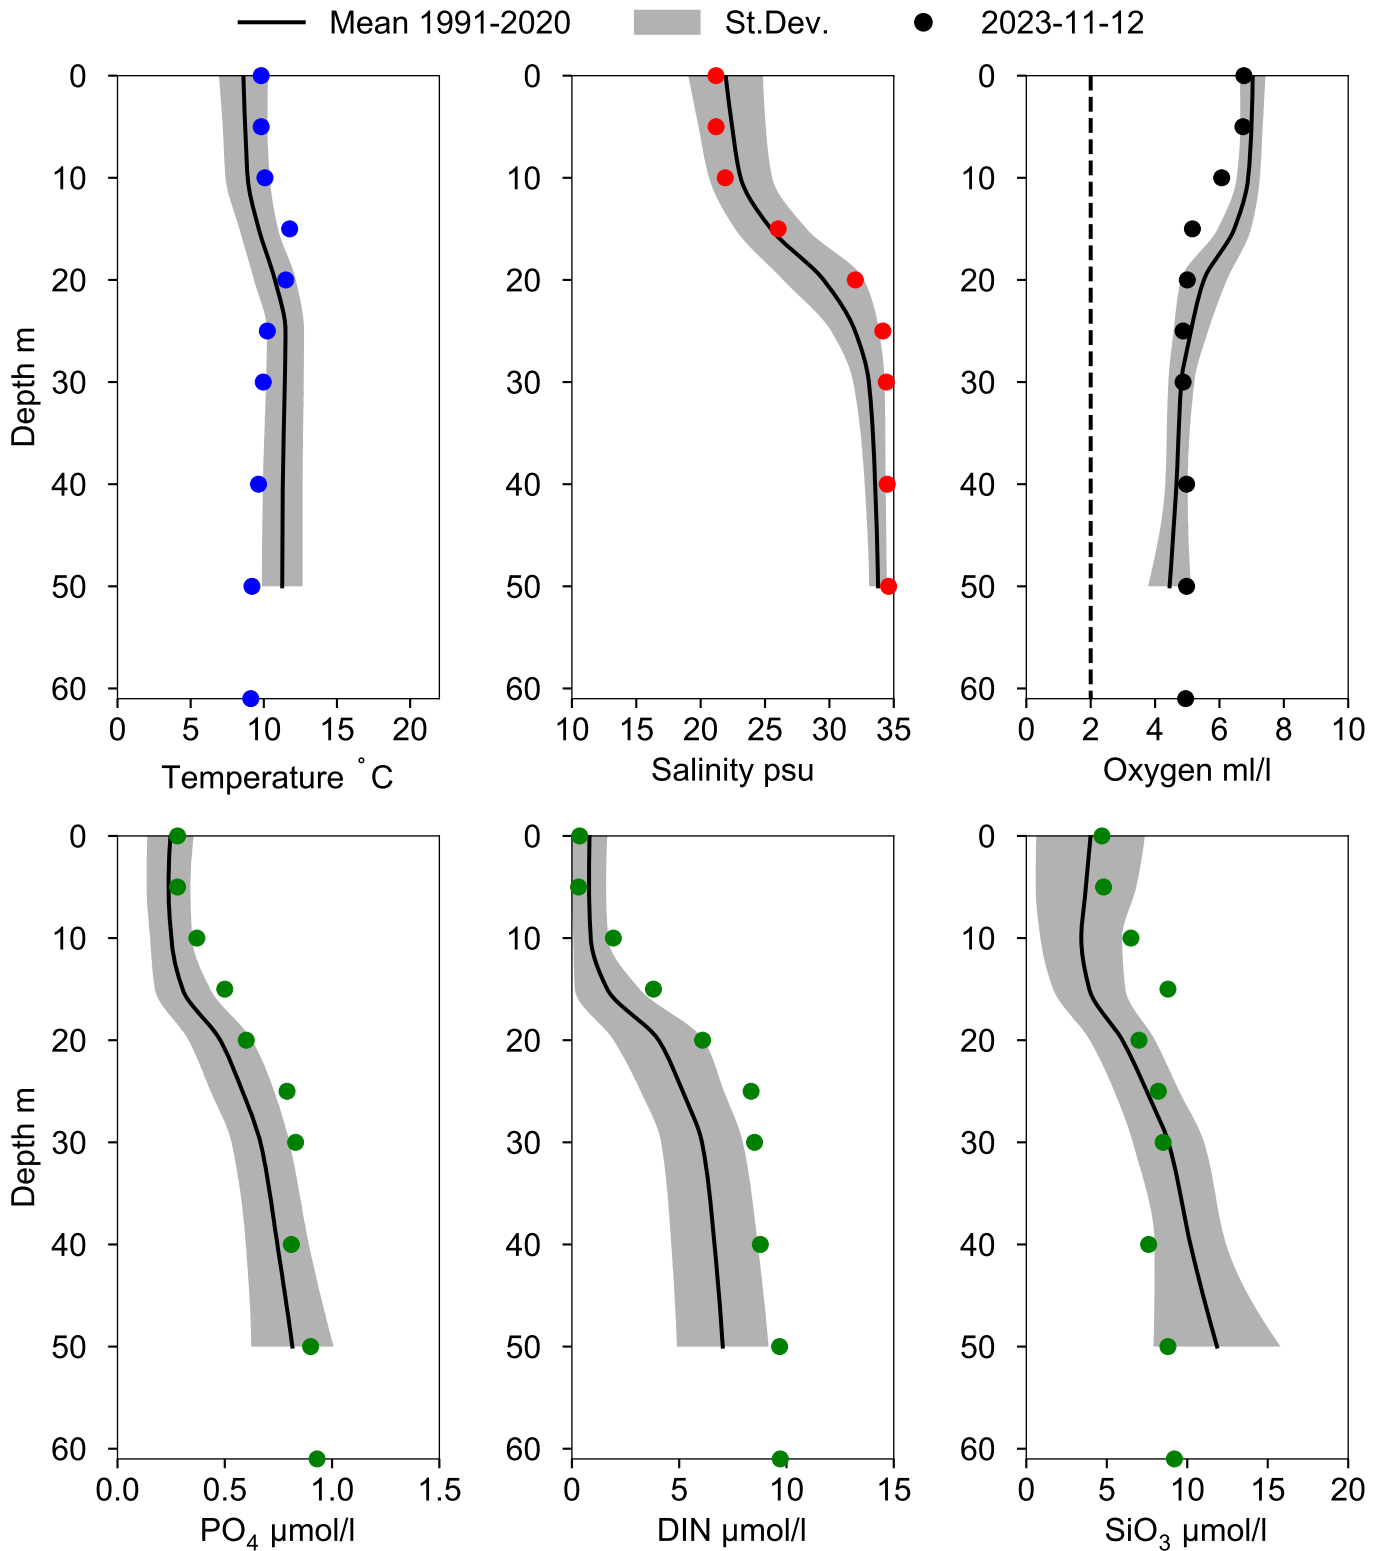 Mean 1991-2020 St.Dev. 2023-11-12
0 0 0
10 10 10
20 20 20
30 30 30
40 40 40
50 50 50
60 60 60
Depth m
0 5 10 15 20 10 15 20 25 30 35 0 2 4 6 8 10
Temperature ˚C Salinity psu Oxygen ml/l
0 0 0
10 10 10
20 20 20
30 30 30
40 40 40
50 50 50
60 60 60
Depth m
0.0 0.5 1.0 1.5 0 5 10 15 0 5 10 15 20
PO₄ µmol/l DIN µmol/l SiO₃ µmol/l